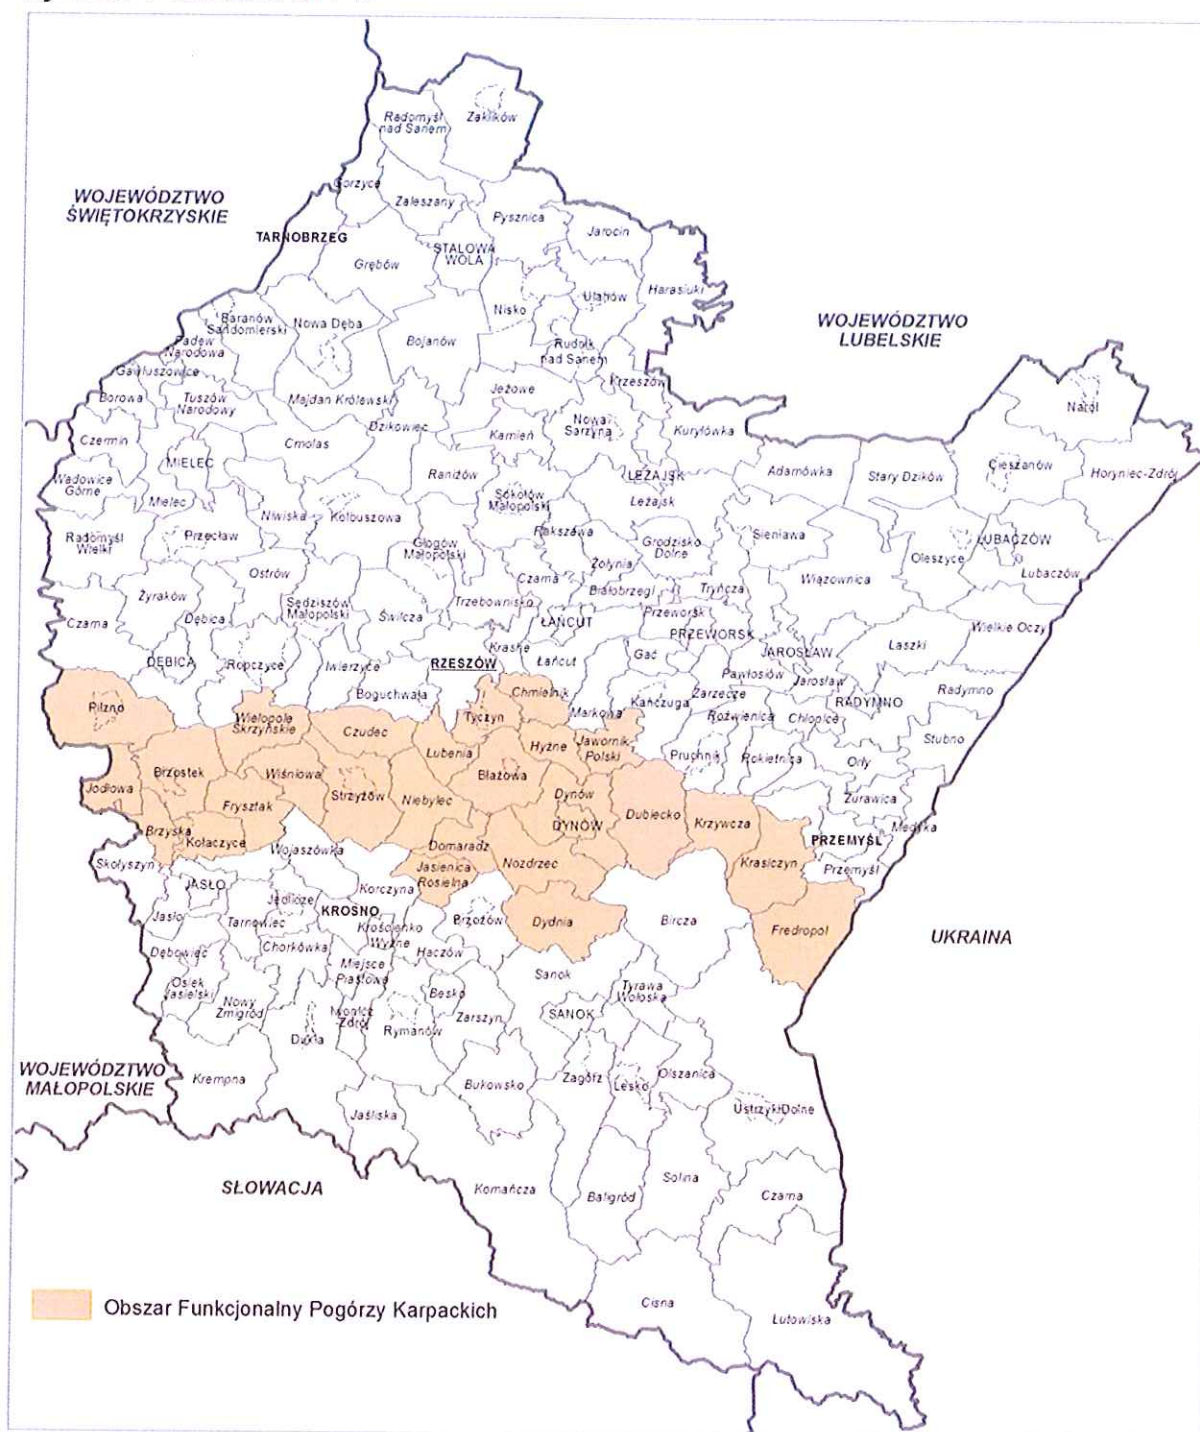 Radomyśl
nad Sanem
Zaklików
WOJEWÓDZTWO
ŚWIĘTOKRZYSKIE
Gorzyce
Zaleszany
Pysznica
TARNOBRZEG
STALOWA
WOLA
Jarocin
Grębów
Harasiuki
Nisko
Ulanów
Baranów
Sandomierski
Nowa Dęba
Bojanów
Rudnik
nad Sanem
WOJEWÓDZTWO
LUBELSKIE
Padew
Narodowa
Gawłuszowice
Borowa
Tuszów
Narodowy
Majdan Królewski
Jeżowe
Krzeszów
Narol
Dzikowiec
Kamień
Nowa
Sarzyna
Kuryłówka
Czermin
Cmolas
MIELEC
Raniżów
LEŻAJSK
Adamówka
Stary Dzików
Cieszanów
Horyniec-Zdrój
Wadowice
Górne
Mielec
Niwiska
Kolbuszowa
Sokołów
Małopolski
Leżajsk
Radomyśl
Wielki
Przecław
Głogów
Małopolski
Rakszawa
Grodzisko
Dolne
Sieniawa
Oleszyce
LUBACZÓW
Lubaczów
Ostrów
Czarna
Żołynia
Wiązownica
Żyraków
Dębica
Sędziszów
Małopolski
Świlcza
Trzebownisko
Białobrzegi
Tryńcza
Czarna
ŁAŃCUT
Przeworsk
PRZEWORSK
Wielkie Oczy
DĘBICA
Ropczyce
Iwierzyce
RZESZÓW
Krasne
Łańcut
Gać
JAROSŁAW
Laszki
Boguchwała
Chmielnik
Markowa
Kańczuga
Zarzecze
Pawłosiów
Jarosław
RADYMNO
Radymno
Pilzno
Wielopole
Skrzyńskie
Czudec
Tyczyn
Roźwienica
Chłopice
Stubno
Lubenia
Hyżne
Jawornik
Polski
Pruchnik
Rokietnica
Orły
Jodłowa
Brzostek
Wiśniowa
Strzyżów
Niebylec
Błażowa
Dynów
DYNÓW
Dubiecko
Krzywcza
Żurawica
Medyka
Frysztak
Brzyska
Kołaczyce
Wojaszówka
Domaradz
Nozdrzec
Krasiczyn
PRZEMYŚL
Przemyśl
Skołyszyn
JASŁO
Jasienica
Rosielna
Korczyna
Jedlicze
KROSNO
Brzozów
Dydnia
Bircza
Fredropol
UKRAINA
Jasło
Tarnowiec
Krościenko
Wyżne
Dębowiec
Chorkówka
Haczów
Miejsce
Piastowe
Sanok
Osiek
Jasielski
Nowy
Żmigród
Besko
Tyrawa
Wołoska
Dukla
Iwonicz
-Zdrój
Rymanów
Zarszyn
SANOK
WOJEWÓDZTWO
MAŁOPOLSKIE
Krempna
Bukowsko
Zagórz
Lesko
Olszanica
Jaśliska
Ustrzyki Dolne
SŁOWACJA
Komańcza
Baligród
Solina
Czarna
Cisna
Lutowiska
Obszar Funkcjonalny Pogórzy Karpackich